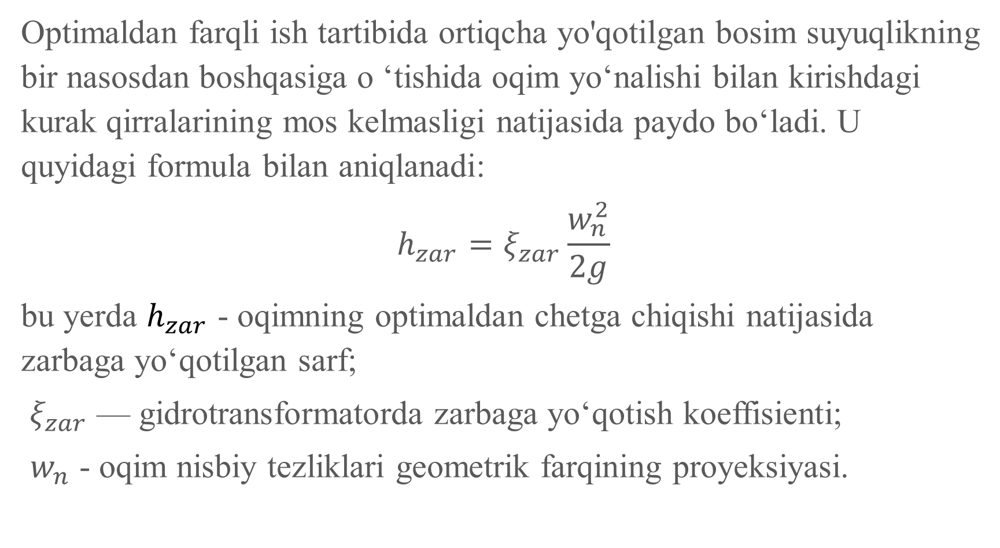 Optimaldan farqli ish tartibida ortiqcha yo'qotilgan bosim suyuqlikning
bir nasosdan boshqasiga o ‘tishida oqim yo‘nalishi bilan kirishdagi
kurak qirralarining mos kelmasligi natijasida paydo bo‘ladi. U
quyidagi formula bilan aniqlanadi:
h_{zar} = ξ_{zar} \frac{w_n^2}{2g}
bu yerda h_{zar} - oqimning optimaldan chetga chiqishi natijasida
zarbaga yo‘qotilgan sarf;
ξ_{zar} — gidrotransformatorda zarbaga yo‘qotish koeffisienti;
w_n - oqim nisbiy tezliklari geometrik farqining proyeksiyasi.